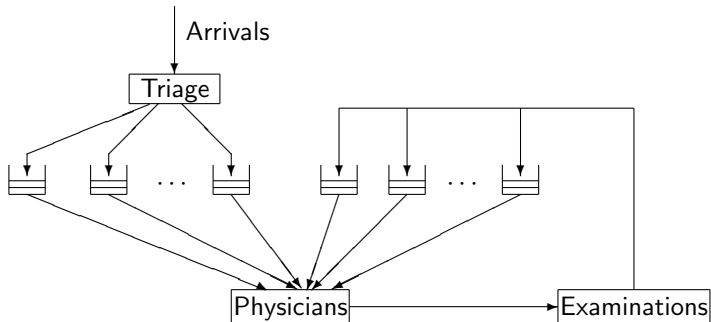 Arrivals
Triage
...
...
Physicians
Examinations